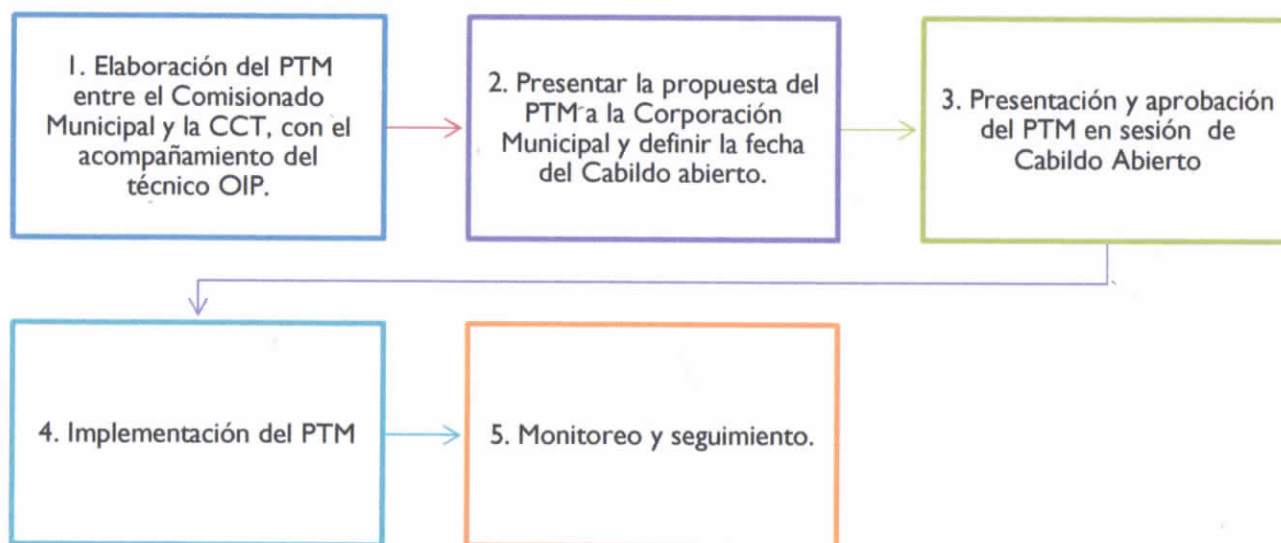 1. Elaboración del PTM
entre el Comisionado
Municipal y la CCT, con el
acompañamiento del
técnico OIP.
2. Presentar la propuesta del
PTM a la Corporación
Municipal y definir la fecha
del Cabildo abierto.
3. Presentación y aprobación
del PTM en sesión de
Cabildo Abierto
4. Implementación del PTM
5. Monitoreo y seguimiento.